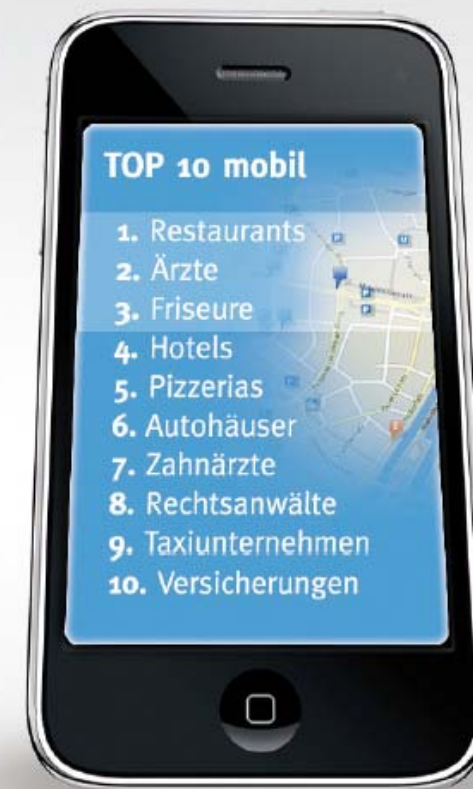 TOP 10 mobil
1. Restaurants
2. Ärzte
3. Friseure
4. Hotels
5. Pizzerias
6. Autohäuser
7. Zahnärzte
8. Rechtsanwälte
9. Taxiunternehmen
10. Versicherungen